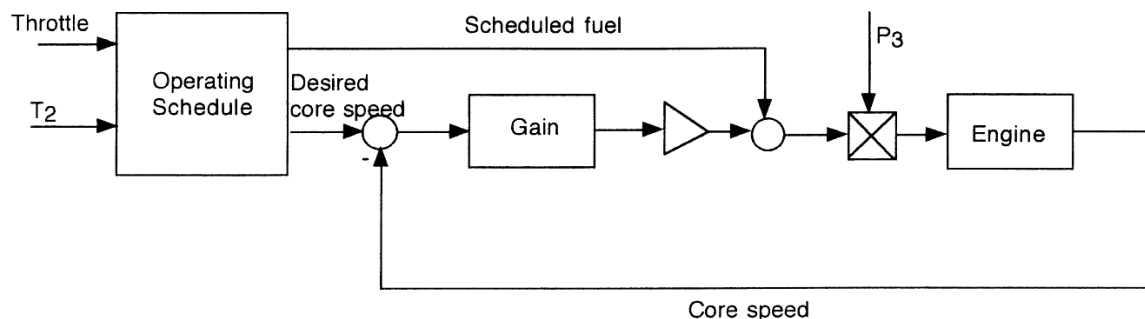 Throttle
T2
Operating
Schedule
Scheduled fuel
Desired
core speed
-
Gain
P3
Engine
Core speed